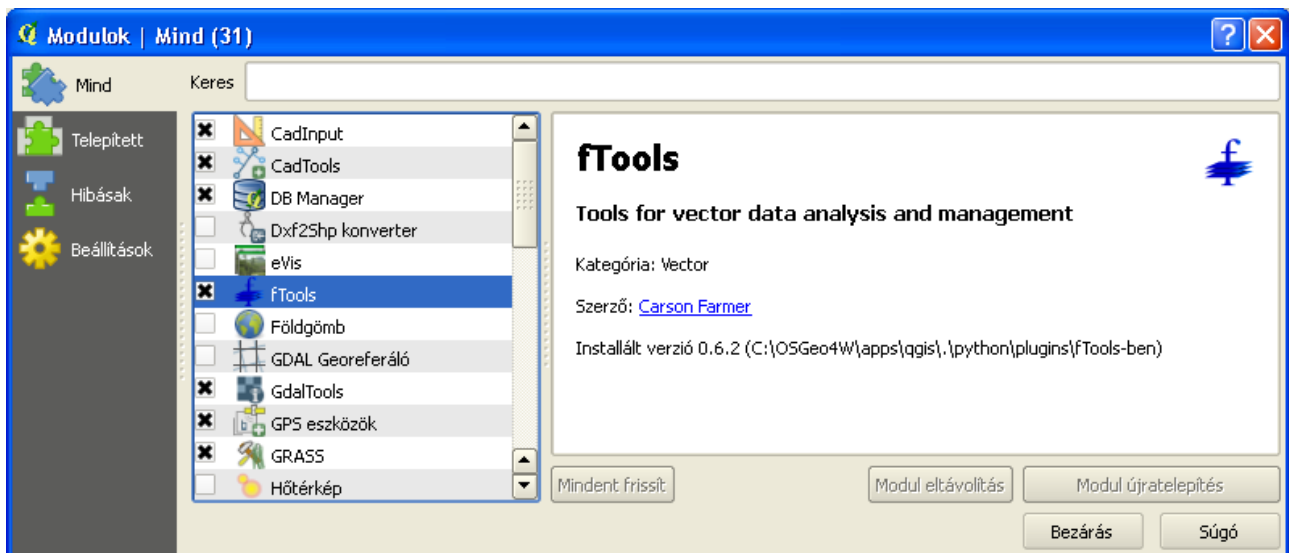 Modulok | Mind (31)
Mind
Telepített
Hibásak
Beállítások
Keres
CadInput
CadTools
DB Manager
Dxf2Shp konverter
eVis
fTools
Földgömb
GDAL Georeferáló
GdalTools
GPS eszközök
GRASS
Hőtérkép
fTools
Tools for vector data analysis and management
Kategória: Vector
Szerző: Carson Farmer
Installált verzió 0.6.2 (C:\OSGeo4W\apps\qgis\.\python\plugins\fTools-ben)
Mindent frissít
Modul eltávolítás
Modul újratelepítés
Bezárás
Súgó